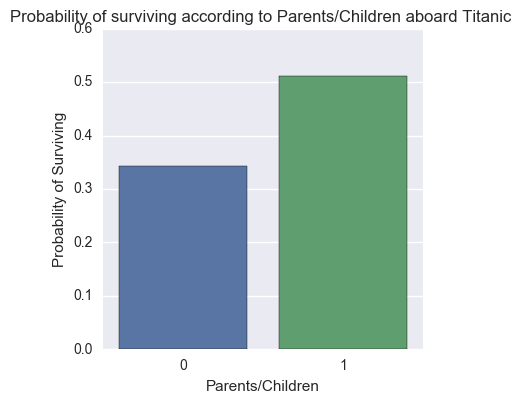 Probability of surviving according to Parents/Children aboard Titanic
0.6
0.5
0.4
0.3
0.2
0.1
0.0
Probability of Surviving
0 1
Parents/Children